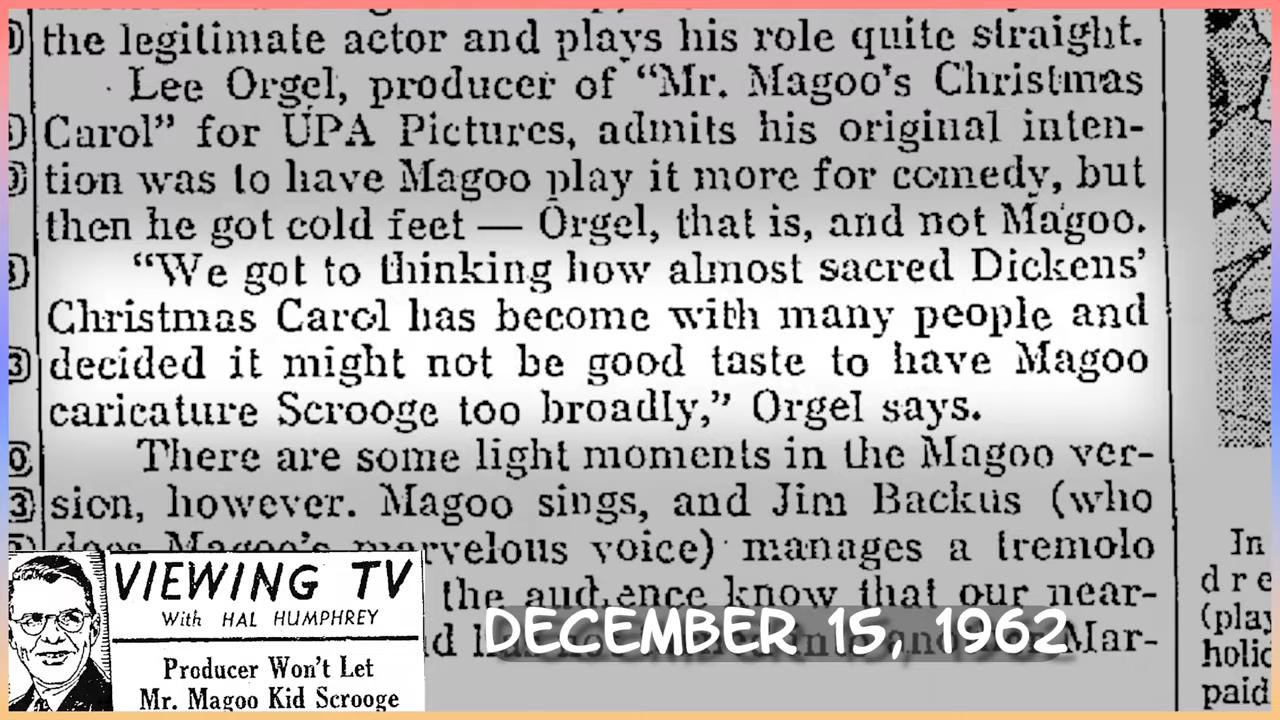 the legitimate actor and plays his role quite straight.
Lee Orgel, producer of “Mr. Magoo’s Christmas
Carol” for UPA Pictures, admits his original inten-
tion was to have Magoo play it more for comedy, but
then he got cold feet — Orgel, that is, and not Magoo.
“We got to thinking how almost sacred Dickens’
Christmas Carol has become with many people and
decided it might not be good taste to have Magoo
caricature Scrooge too broadly,” Orgel says.
There are some light moments in the Magoo ver-
sion, however. Magoo sings, and Jim Backus (who
does Magoo’s marvelous voice) manages a tremolo
the audience know that our near-
Mar-
VIEWING TV
With HAL HUMPHREY
Producer Won’t Let
Mr. Magoo Kid Scrooge
DECEMBER 15, 1962
In
dre
(play
holid
paid